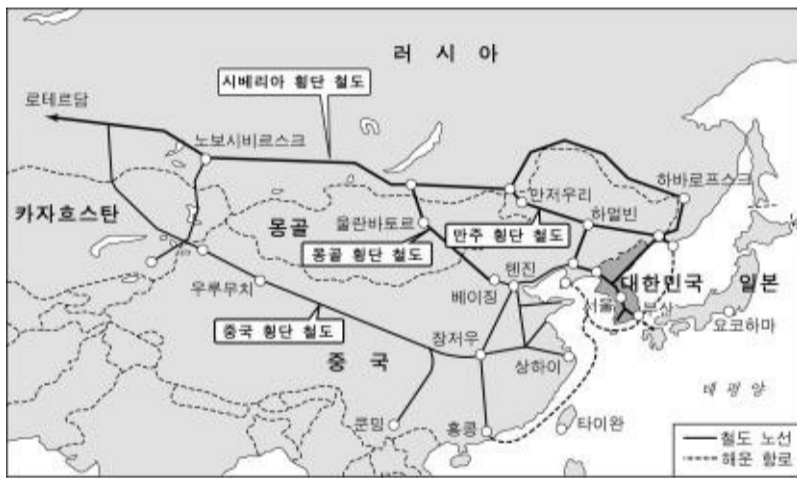 러 시 아
시베리아 횡단 철도
로테르담
노보시비르스크
하바로프스크
만저우리
카자흐스탄
몽골
울란바토르
하얼빈
만주 횡단 철도
몽골 횡단 철도
톈진
대한민국
일본
우루무치
베이징
서울
부산
요코하마
중국 횡단 철도
장저우
중 국
상하이
태 평 양
쿤밍
홍콩
타이완
철도 노선
해운 항로